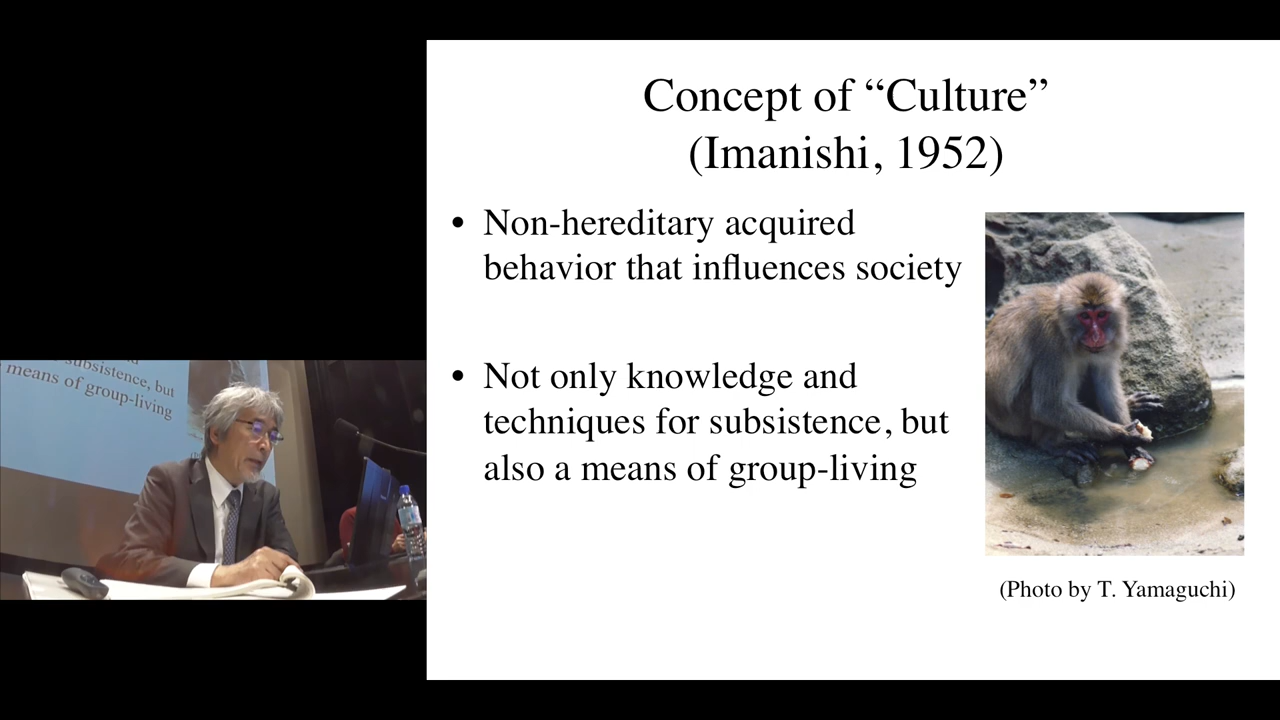 Concept of “Culture”
(Imanishi, 1952)
• Non-hereditary acquired
behavior that influences society
• Not only knowledge and
techniques for subsistence, but
also a means of group-living
(Photo by T. Yamaguchi)
subsistence, but
means of group-living